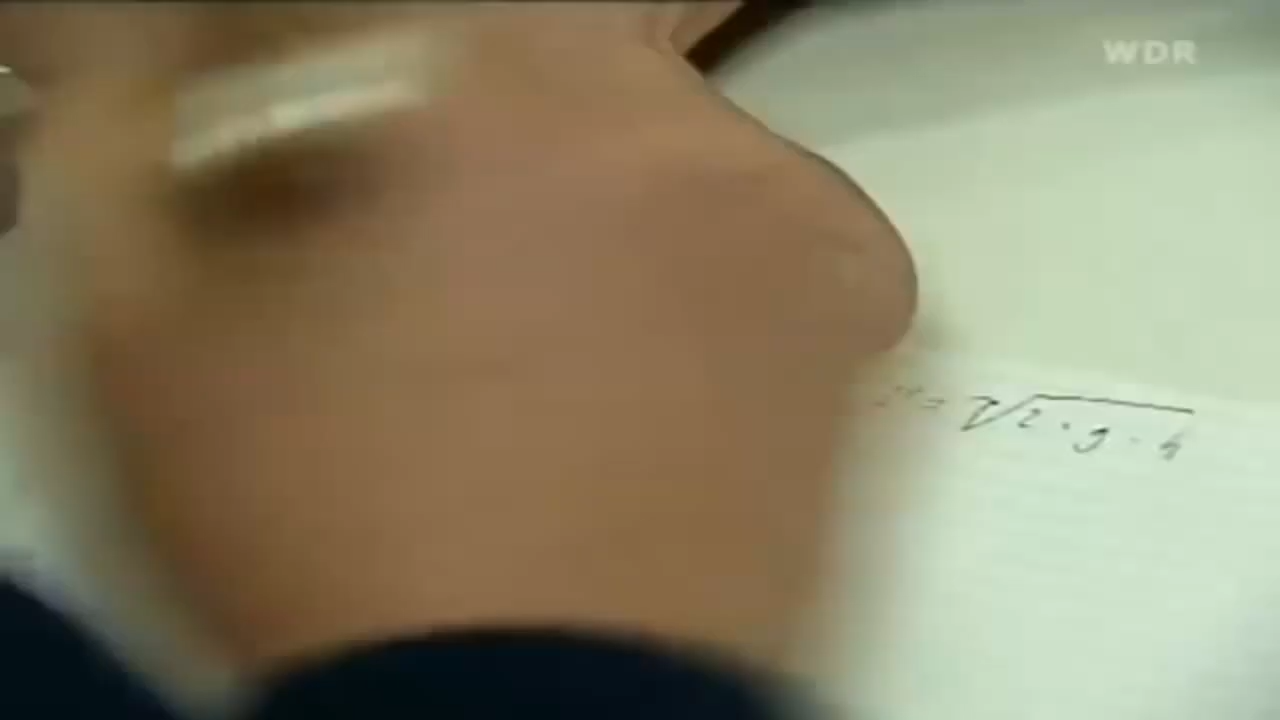 WDR
= √2 · g · h